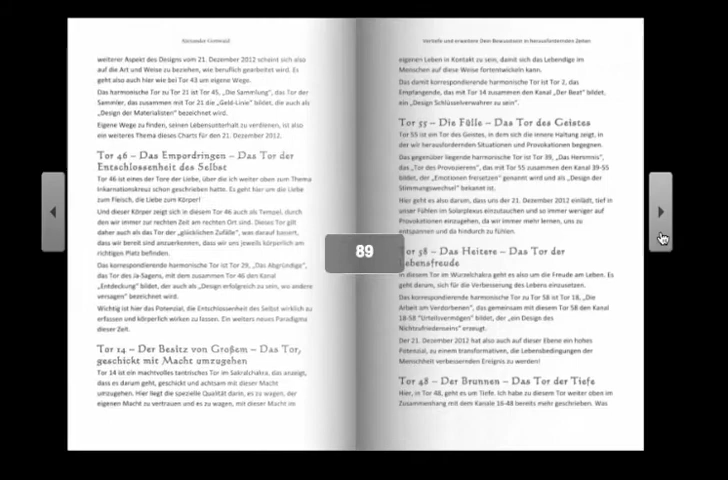 Alexander Gottwald
weiterer Aspekt des Designs vom 21. Dezember 2012 scheint sich also
auf die Art und Weise zu beziehen, wie beruflich gearbeitet wird. Es
geht also auch hier wie bei Tor 43 um eigene Wege.
Das harmonische Tor zu Tor 21 ist Tor 45, „Die Sammlung“, das Tor der
Sammler, das zusammen mit Tor 21 die „Geld-Linie“ bildet, die auch als
„Design der Materialisten“ bezeichnet wird.
Eigene Wege zu finden, seinen Lebensunterhalt zu verdienen, ist also
ein weiteres Thema dieses Charts für den 21. Dezember 2012.
Tor 46 – Das Empordringen – Das Tor der
Entschlossenheit des Selbst
Tor 46 ist eines der Tore der Liebe, über die ich weiter oben zum Thema
Inkarnationskreuz schon geschrieben hatte. Es geht hier um die Liebe
zum Fleisch, die Liebe zum Körper!
Und dieser Körper zeigt sich in diesem Tor 46 auch als Tempel, durch
den wir immer zur rechten Zeit am rechten Ort sind. Dieses Tor gilt
daher auch als das Tor der „glücklichen Zufälle“, was darauf basiert,
dass wir bereit sind anzuerkennen, dass wir uns jeweils körperlich am
richtigen Platz befinden.
Das korrespondierende harmonische Tor ist Tor 29, „Das Abgründige“,
das Tor des Ja-Sagens, mit dem zusammen Tor 46 den Kanal
„Entdeckung“ bildet, der auch als „Design erfolgreich zu sein, wo andere
versagen“ bezeichnet wird.
Wichtig ist hier das Potenzial, die Entschlossenheit des Selbst wirklich zu
erfassen und körperlich wirken zu lassen. Ein weiteres neues Paradigma
dieser Zeit.
Tor 14 – Der Besitz von Großem – Das Tor,
geschickt mit Macht umzugehen
Tor 14 ist ein machtvolles tantrisches Tor im Sakralchakra, das anzeigt,
dass es darum geht, geschickt und achtsam mit dieser Macht
umzugehen. Hier liegt die spezielle Qualität darin, es zu wagen, der
eigenen Macht zu vertrauen und es zu wagen, mit dieser Macht im
Vertiefe und erweitere Dein Bewusstsein in herausfordernden Zeiten
eigenen Leben in Kontakt zu sein, damit sich das Lebendige im
Menschen auf diese Weise fortentwickeln kann.
Das damit korrespondierende harmonische Tor ist Tor 2, das
Empfangende, das mit Tor 14 zusammen den Kanal „Der Beat“ bildet,
ein „Design Schlüsselverwahrer zu sein“.
Tor 55 – Die Fülle – Das Tor des Geistes
Tor 55 ist ein Tor des Geistes, in dem sich die innere Haltung zeigt, in
der wir herausfordernden Situationen und Provokationen begegnen.
Das gegenüber liegende harmonische Tor ist Tor 39, „Das Hemmnis“,
das „Tor des Provozierens“, das mit Tor 55 zusammen den Kanal 39-55
bildet, der „Emotionen freisetzen“ genannt wird und als „Design der
Stimmungswechsel“ bekannt ist.
Hier geht es also darum, dass uns der 21. Dezember 2012 einlädt, tief in
unser Fühlen im Solarplexus einzutauchen und so immer weniger auf
Provokationen einzugehen, da wir immer mehr lernen, uns zu
entspannen und da hindurch zu fühlen.
89
Tor 58 – Das Heitere – Das Tor der
Lebensfreude
In diesem Tor im Wurzelchakra geht es also um die Freude am Leben. Es
geht darum, sich für die Verbesserung des Lebens einzusetzen.
Das korrespondierende harmonische Tor zu Tor 58 ist Tor 18, „Die
Arbeit am Verdorbenen“, das gemeinsam mit diesem Tor 58 den Kanal
18-58 “Urteilsvermögen“ bildet, der „ein Design des
Nichtzufriedenseins“ erzeugt.
Der 21. Dezember 2012 hat also auch auf dieser Ebene ein hohes
Potenzial, zu einem transformativen, die Lebensbedingungen der
Menschheit verbessernden Ereignis zu werden!
Tor 48 – Der Brunnen – Das Tor der Tiefe
Hier, in Tor 48, geht es um Tiefe. Ich habe zu diesem Tor weiter oben im
Zusammenhang mit dem Kanale 16-48 bereits mehr geschrieben. Was